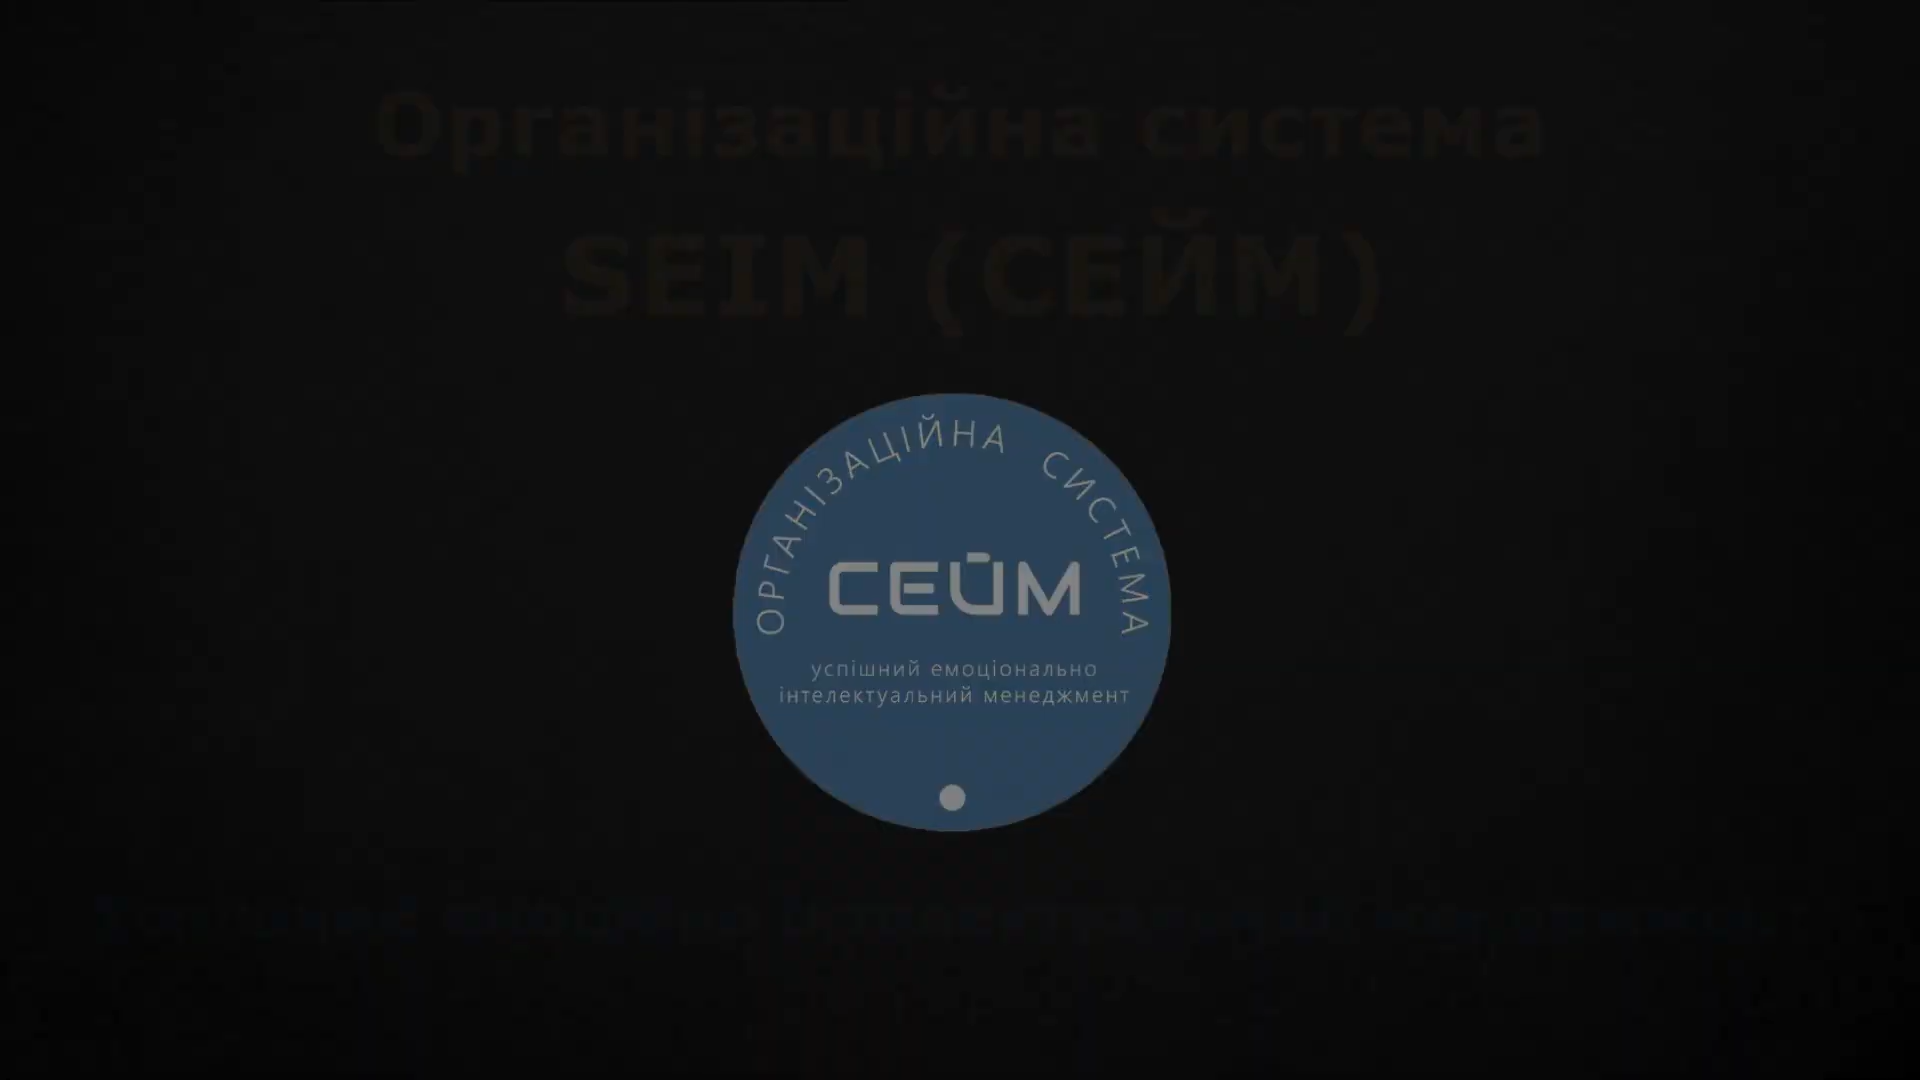 Організаційна система
SEIM (СЕЙМ)
ОРГАНІЗАЦІЙНА СИСТЕМА
СЕЙМ
успішний емоціонально
інтелектуальний менеджмент